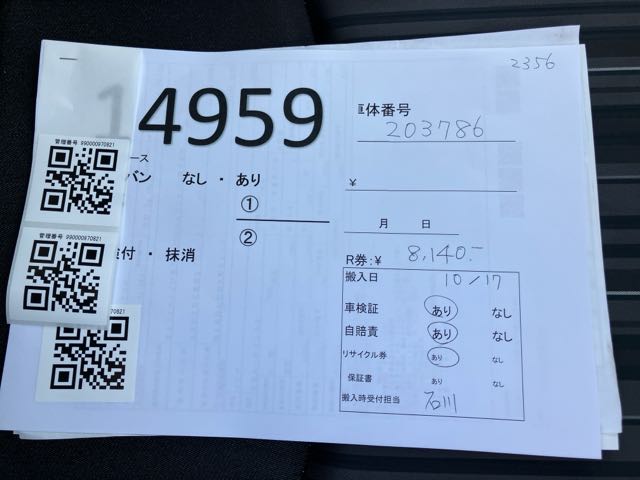 2356
14959
車体番号
203786
管理番号 990000970821
ース
バン なし ・ あり
¥
①
月 日
②
管理番号 990000970821
付 ・ 抹消
R券:¥ 8,140.-
搬入日 10/17
車検証 あり なし
70821
自賠責 あり なし
リサイクル券 あり なし
保証書 あり なし
搬入時受付担当 石川